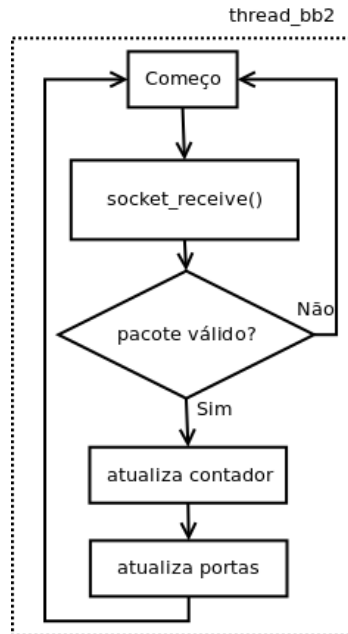 thread_bb2
Começo
socket_receive()
pacote válido?
Não
Sim
atualiza contador
atualiza portas